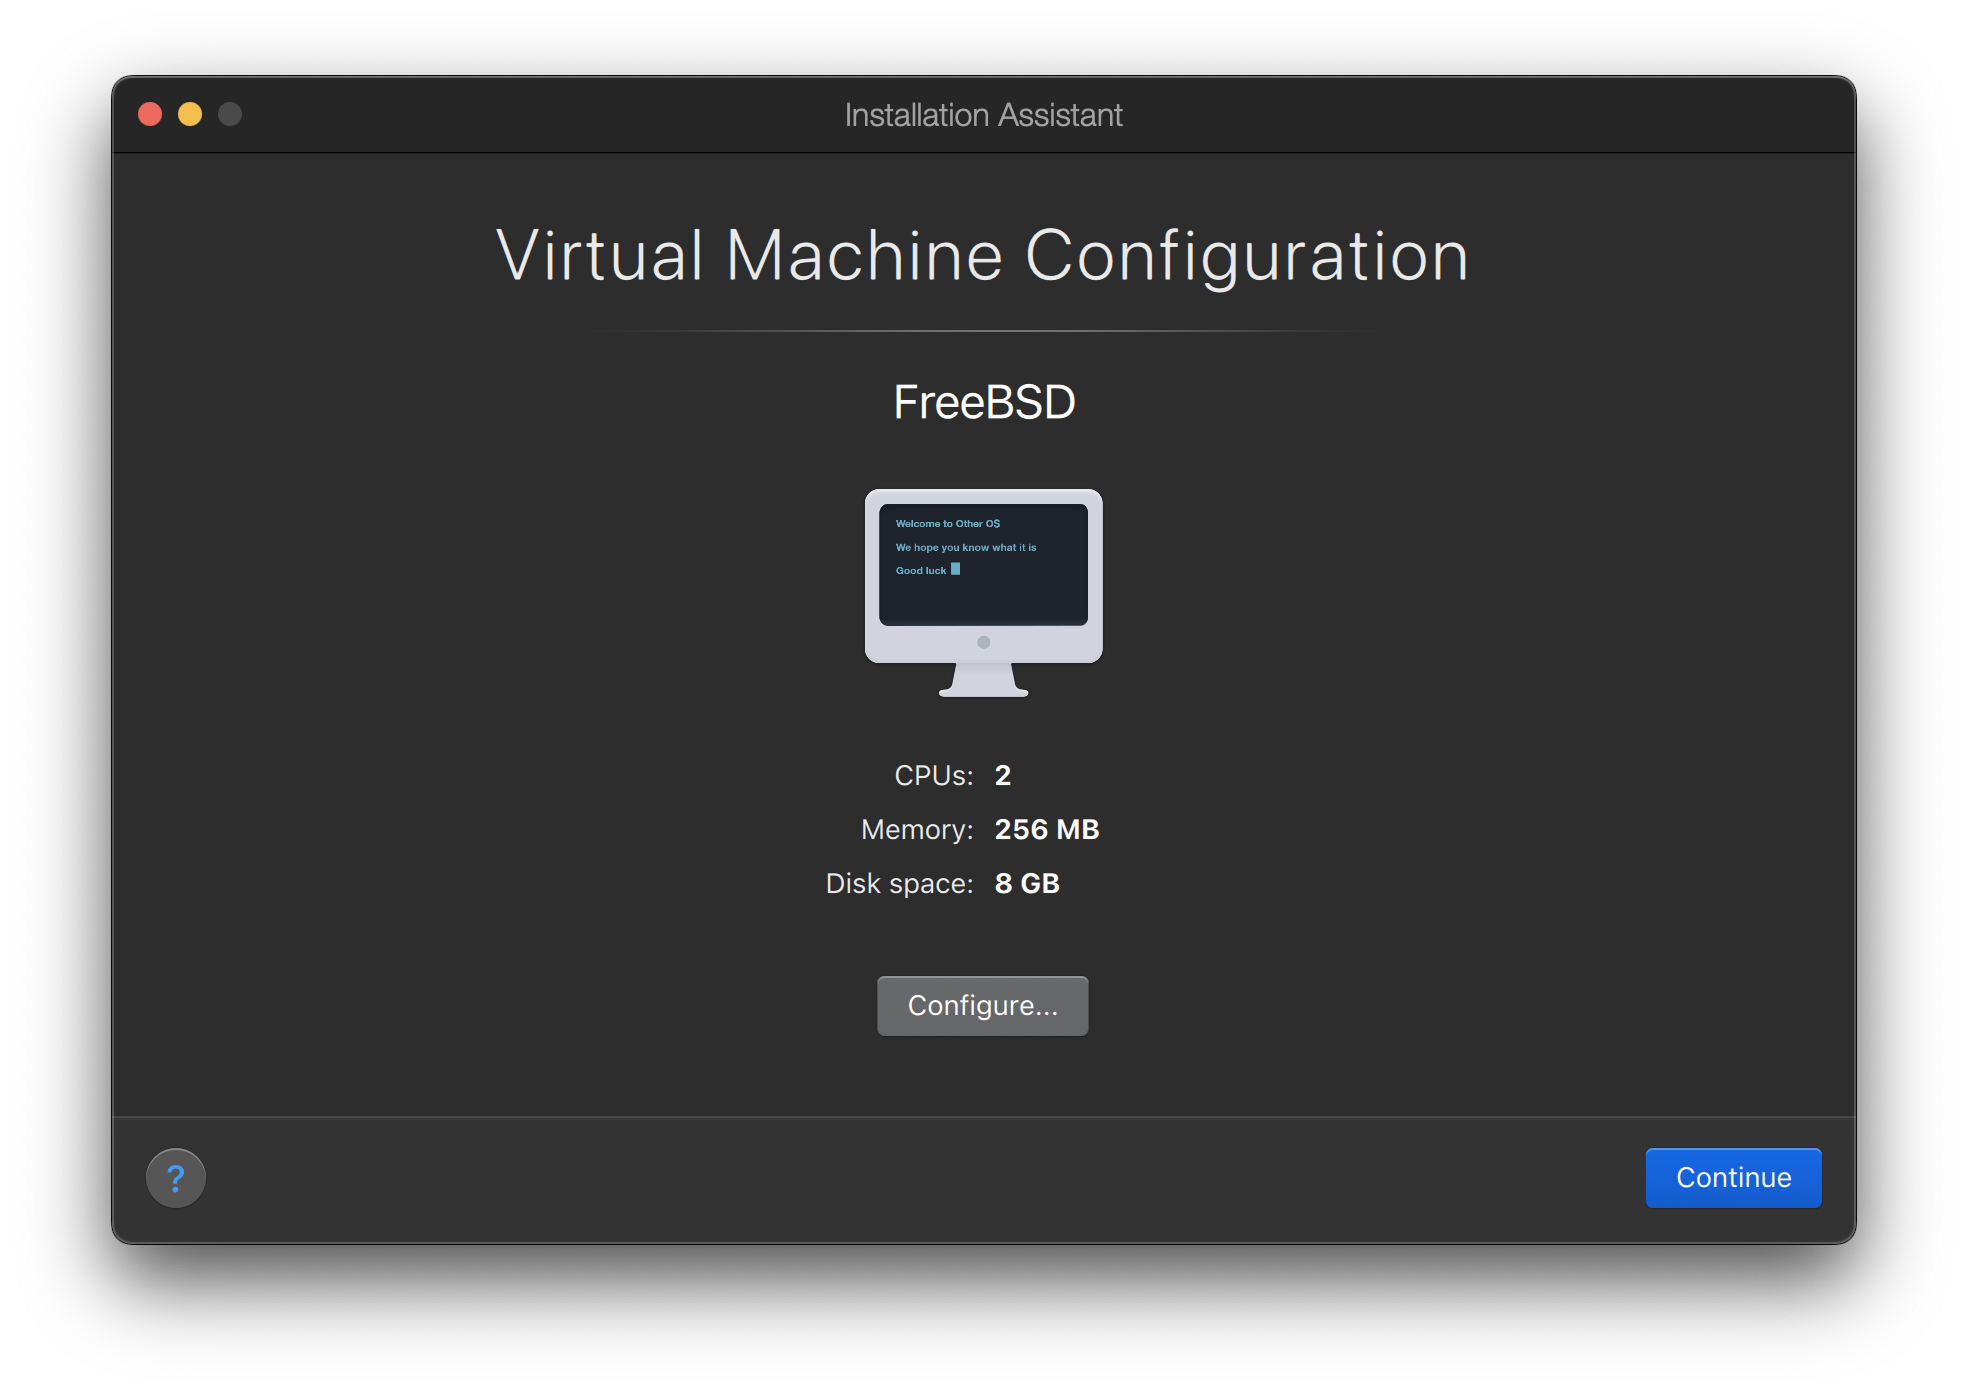 Installation Assistant
Virtual Machine Configuration
FreeBSD
Welcome to Other OS
We hope you know what it is
Good luck
CPUs: 2
Memory: 256 MB
Disk space: 8 GB
Configure...
?
Continue